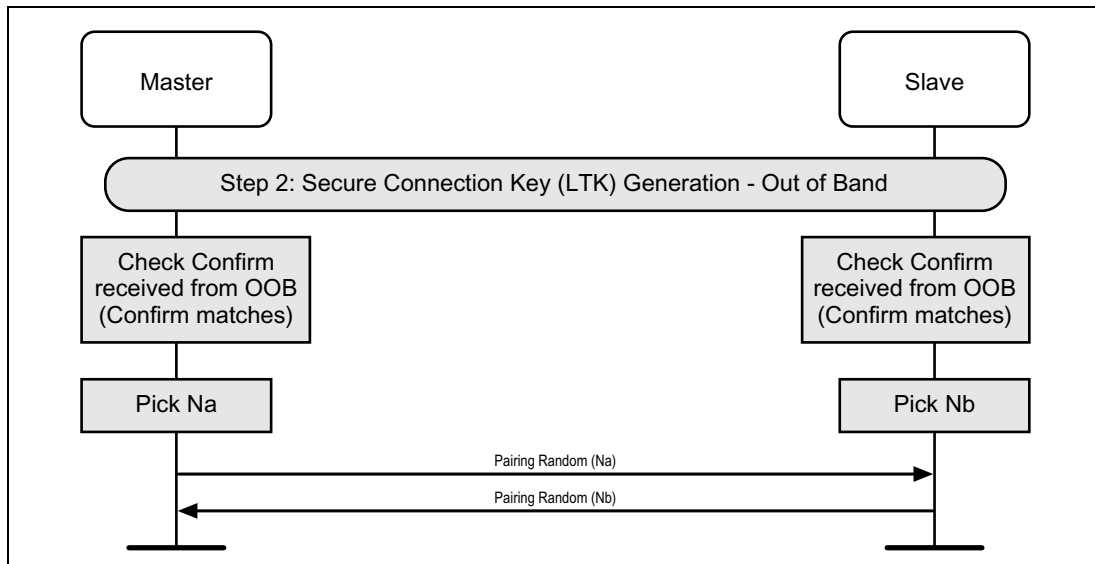 Master
Slave
Step 2: Secure Connection Key (LTK) Generation - Out of Band
Check Confirm
received from OOB
(Confirm matches)
Check Confirm
received from OOB
(Confirm matches)
Pick Na
Pick Nb
Pairing Random (Na)
Pairing Random (Nb)